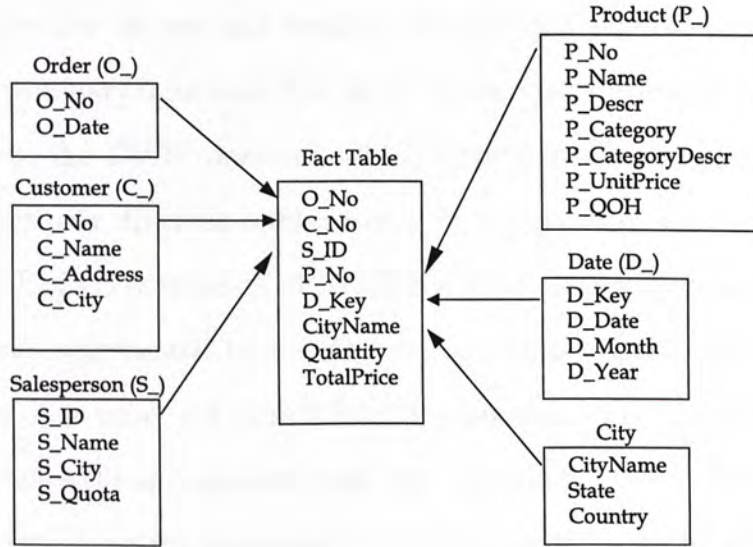 Order (O_)
O_No
O_Date
Customer (C_)
C_No
C_Name
C_Address
C_City
Salesperson (S_)
S_ID
S_Name
S_City
S_Quota
Fact Table
O_No
C_No
S_ID
P_No
D_Key
CityName
Quantity
TotalPrice
Product (P_)
P_No
P_Name
P_Descr
P_Category
P_CategoryDescr
P_UnitPrice
P_QOH
Date (D_)
D_Key
D_Date
D_Month
D_Year
City
CityName
State
Country